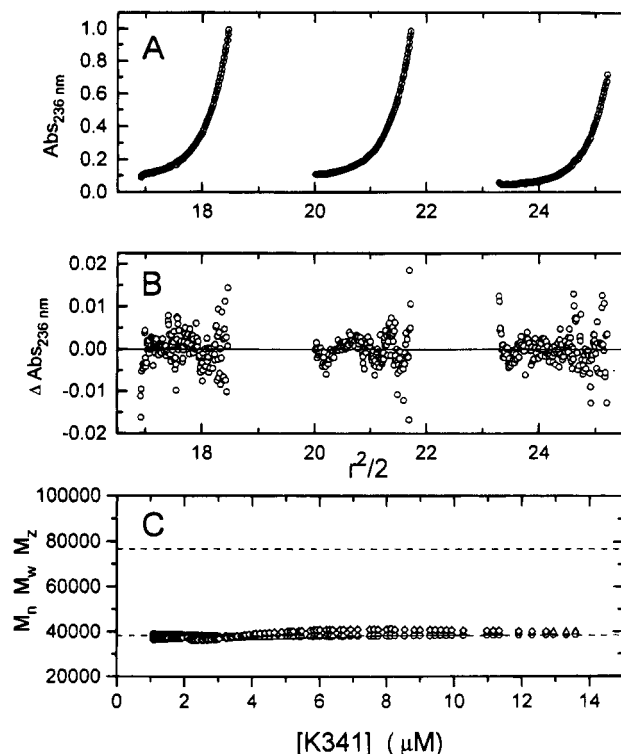 A
Abs236 nm
1.0
0.8
0.6
0.4
0.2
0.0
18 20 22 24
B
Δ Abs236 nm
0.02
0.01
0.00
-0.01
-0.02
18 20 22 24
r²/2
C
Mn Mw Mz
100000
80000
60000
40000
20000
0 2 4 6 8 10 12 14
[K341] (μM)